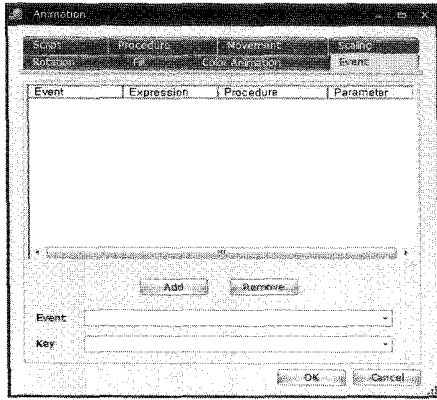 Animation
Script Procedure Movement Scaling
Rotation Fill Color Animation Event
Event Expression Procedure Parameter
Add Remove
Event
Key
OK Cancel